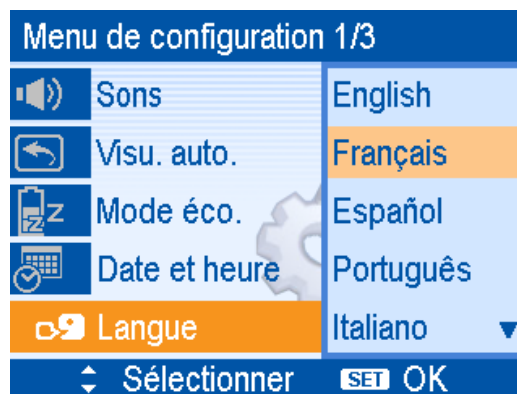 Menu de configuration 1/3
Sons
Visu. auto.
Mode éco.
Date et heure
Langue
English
Français
Español
Português
Italiano
Sélectionner SET OK